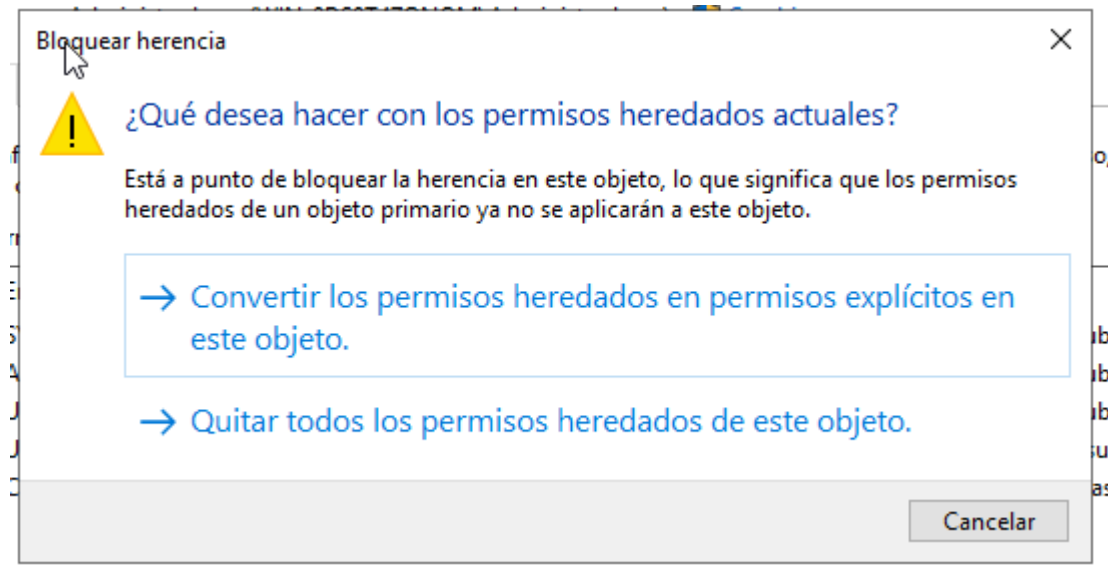 Bloquear herencia
¿Qué desea hacer con los permisos heredados actuales?
Está a punto de bloquear la herencia en este objeto, lo que significa que los permisos
heredados de un objeto primario ya no se aplicarán a este objeto.
→ Convertir los permisos heredados en permisos explícitos en
este objeto.
→ Quitar todos los permisos heredados de este objeto.
Cancelar